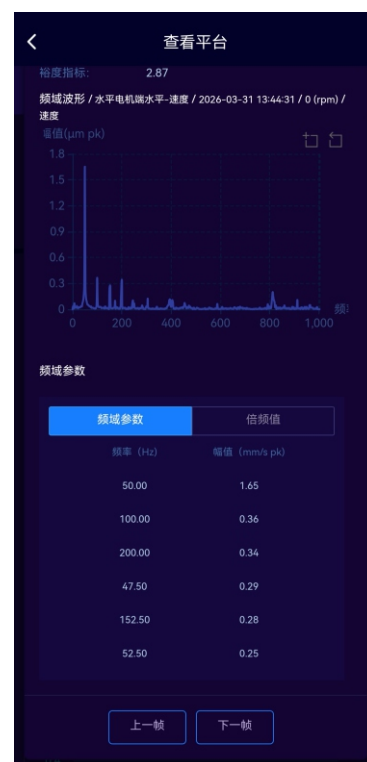 查看平台
裕度指标: 2.87
频域波形 / 水平电机端水平-速度 / 2026-03-31 13:44:31 / 0 (rpm) /
速度
幅值(μm pk)
1.8
1.5
1.2
0.9
0.6
0.3
0
0 200 400 600 800 1,000
频
频域参数
频域参数 倍频值
频率 (Hz) 幅值 (mm/s pk)
50.00 1.65
100.00 0.36
200.00 0.34
47.50 0.29
152.50 0.28
52.50 0.25
上一帧 下一帧